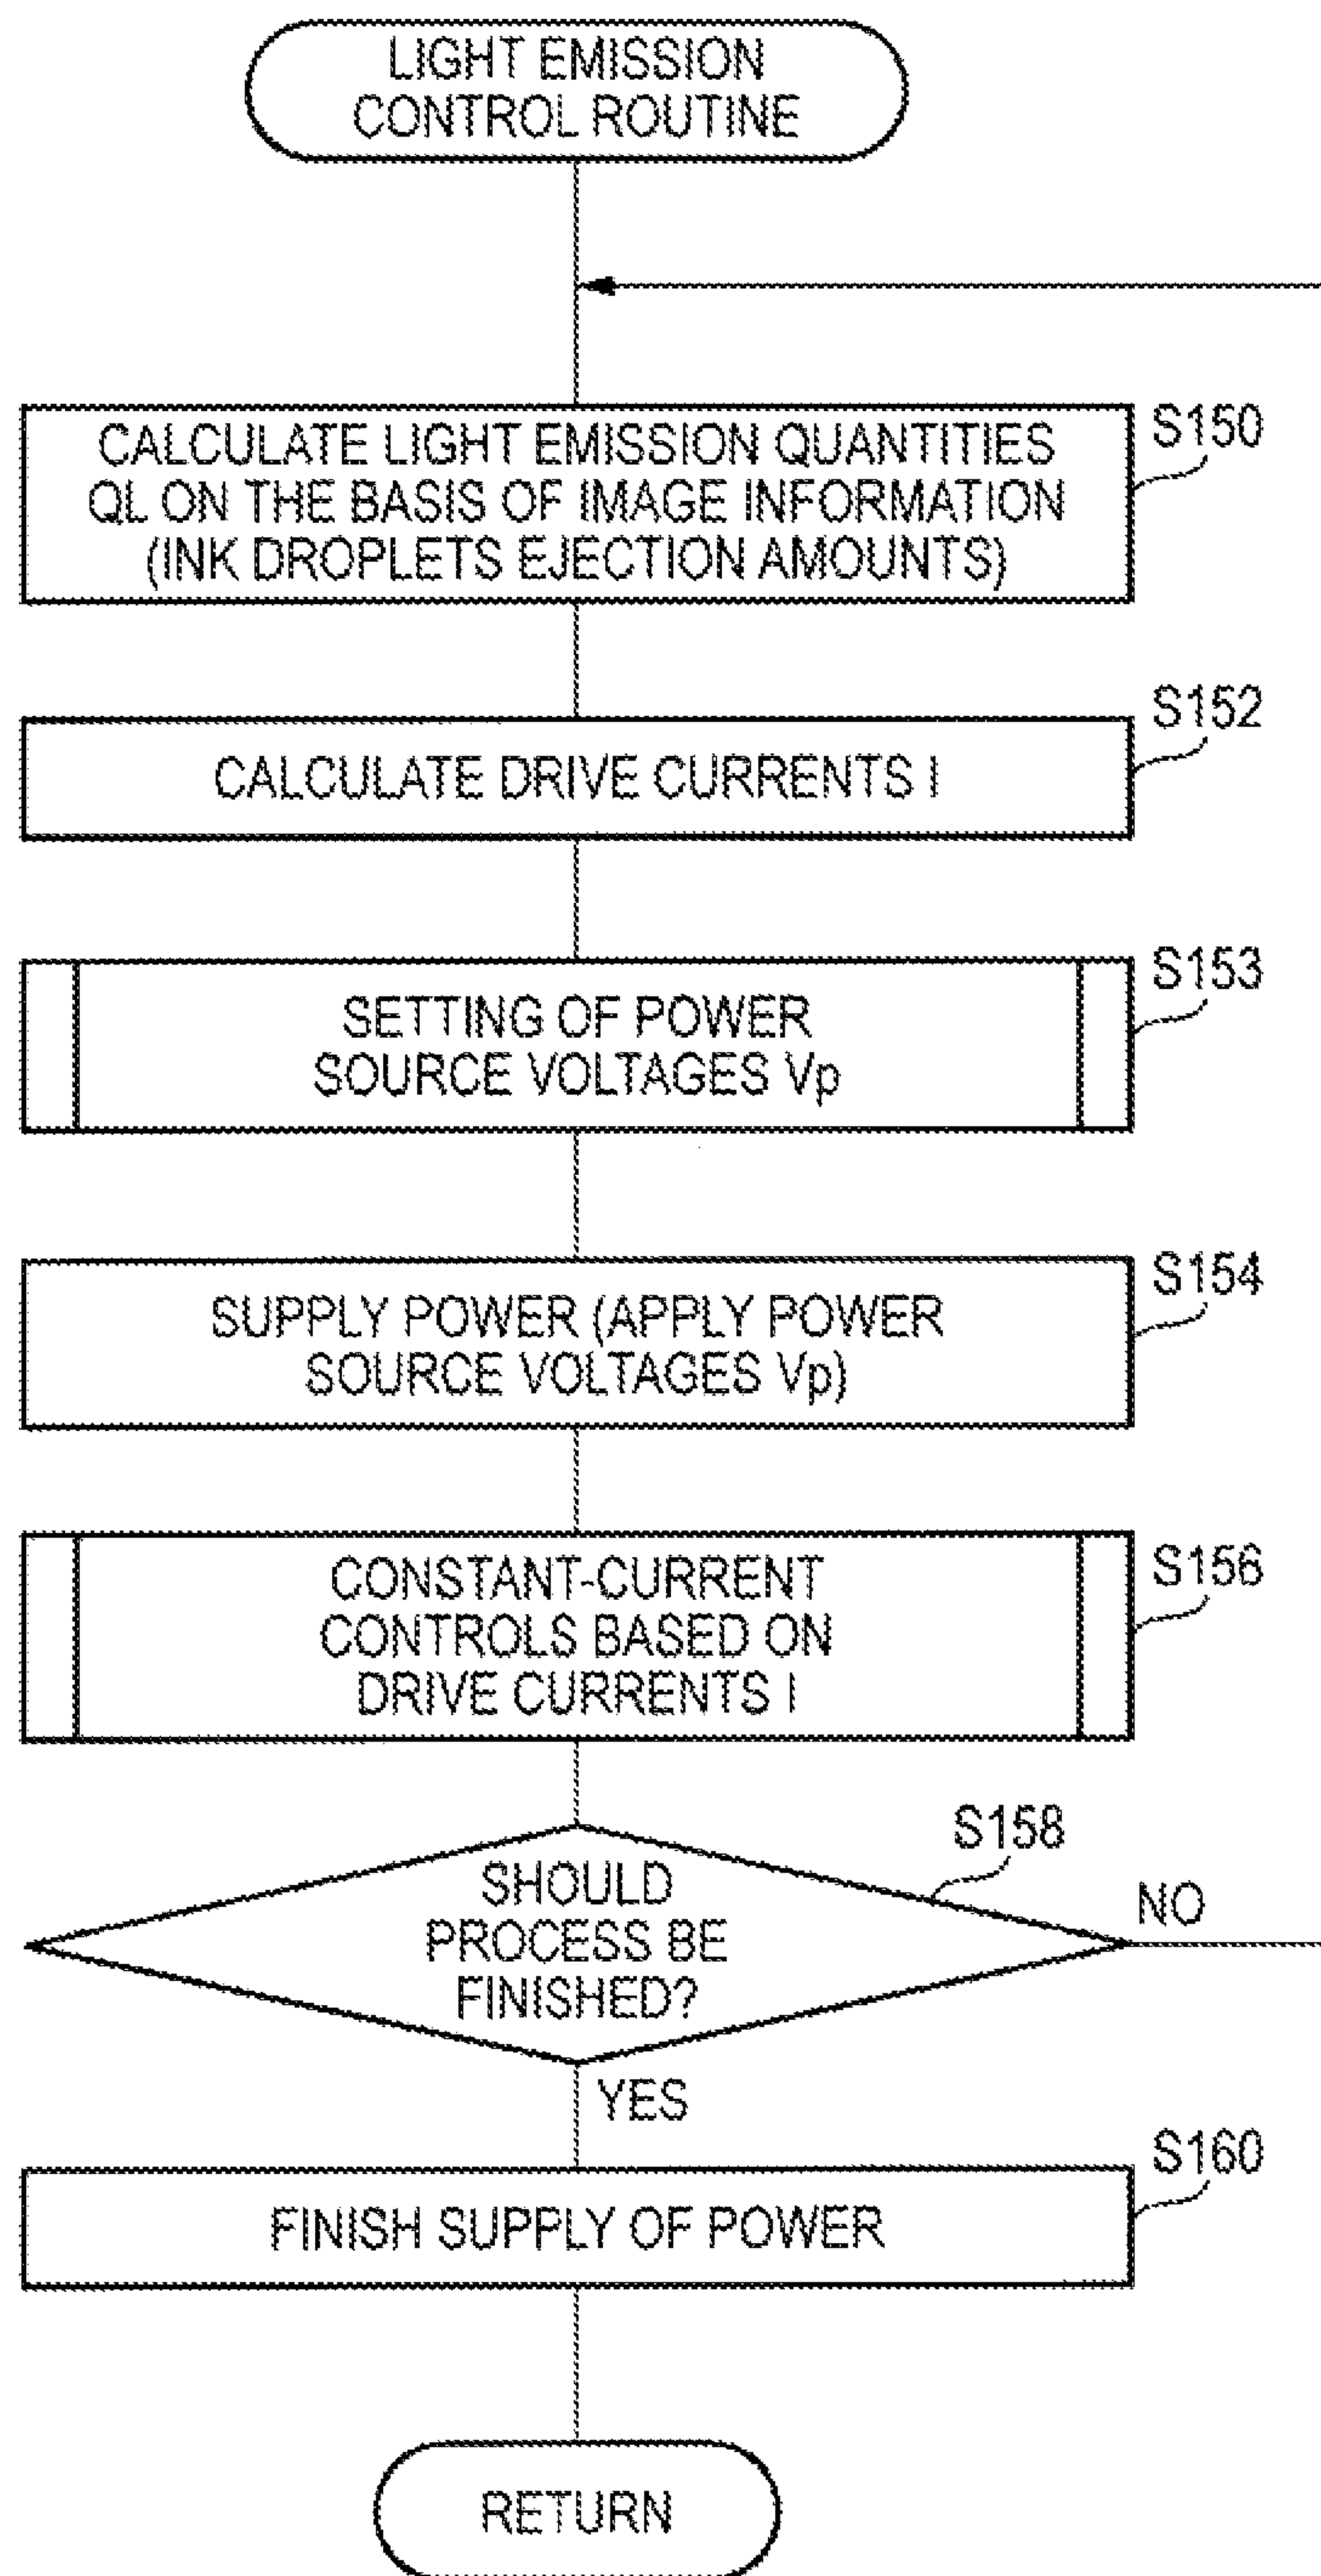 LIGHT EMISSION
CONTROL ROUTINE
S150
CALCULATE LIGHT EMISSION QUANTITIES
QL ON THE BASIS OF IMAGE INFORMATION
(INK DROPLETS EJECTION AMOUNTS)
S152
CALCULATE DRIVE CURRENTS I
S153
SETTING OF POWER
SOURCE VOLTAGES Vp
S154
SUPPLY POWER (APPLY POWER
SOURCE VOLTAGES Vp)
S156
CONSTANT-CURRENT
CONTROLS BASED ON
DRIVE CURRENTS I
S158
SHOULD
PROCESS BE
FINISHED?
NO
YES
S160
FINISH SUPPLY OF POWER
RETURN